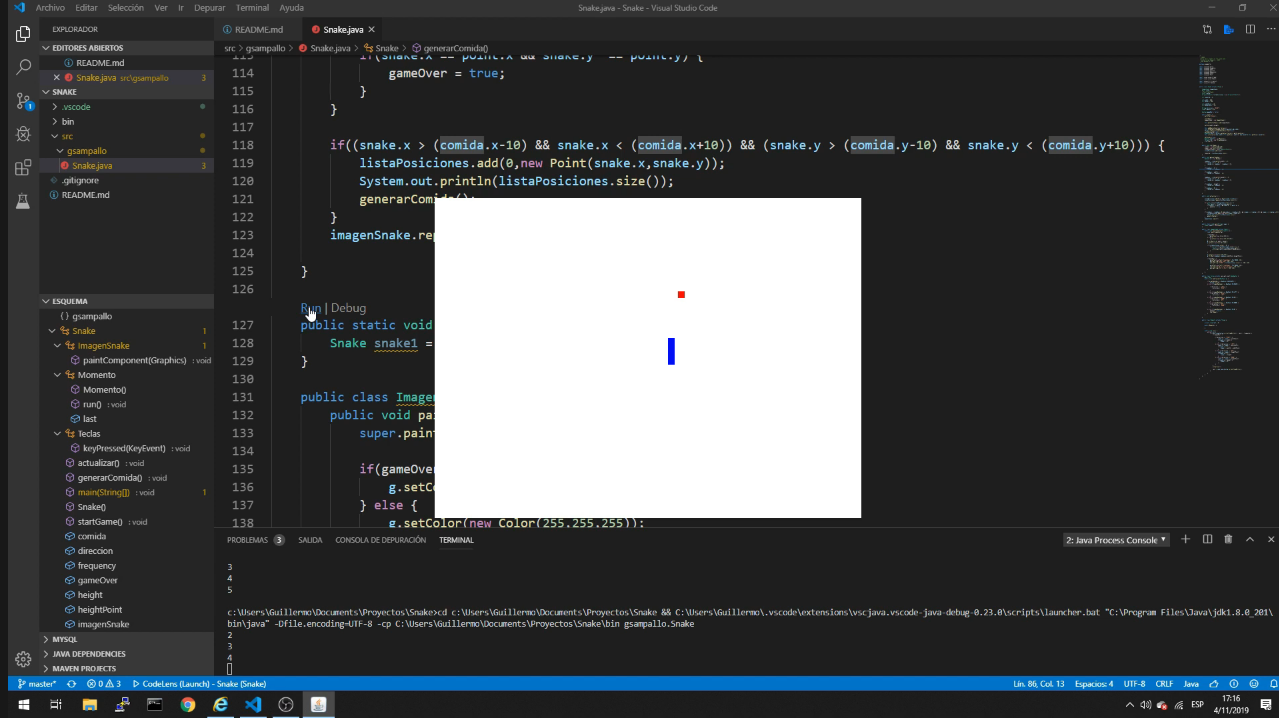 Archivo Editar Selección Ver Ir Depurar Terminal Ayuda
Snake.java - Snake - Visual Studio Code
EXPLORADOR
EDITORES ABIERTOS
README.md
Snake.java src\gsampallo 3
SNAKE
.vscode
bin
src
gsampallo
Snake.java 3
.gitignore
README.md
ESQUEMA
gsampallo
Snake 1
ImagenSnake 1
paintComponent(Graphics) : void
Momento
Momento()
run() : void
last
Teclas
keyPressed(KeyEvent) : void
actualizar() : void
generarComida() : void
main(String[]) : void 1
Snake()
startGame() : void
comida
direccion
frequency
gameOver
height
heightPoint
imagenSnake
MYSQL
JAVA DEPENDENCIES
MAVEN PROJECTS
README.md
Snake.java
src > gsampallo > Snake.java > Snake > generarComida()
113 if(snake.x == point.x && snake.y == point.y) {
114 gameOver = true;
115 }
116 }
117
118 if((snake.x > (comida.x-10) && snake.x < (comida.x+10)) && (snake.y > (comida.y-10) && snake.y < (comida.y+10))) {
119 listaPosiciones.add(0,new Point(snake.x,snake.y));
120 System.out.println(listaPosiciones.size());
121 generarComida();
122 }
123 imagenSnake.rep
124
125 }
126
Run | Debug
127 public static void
128 Snake snake1 =
129 }
130
131 public class Imagen
132 public void pai
133 super.paint
134
135 if(gameOver
136 g.setCo
137 } else {
138 g.setColor(new Color(255,255,255));
PROBLEMAS 3 SALIDA CONSOLA DE DEPURACIÓN TERMINAL
2: Java Process Console
3
4
5
c:\Users\Guillermo\Documents\Proyectos\Snake>cd c:\Users\Guillermo\Documents\Proyectos\Snake && C:\Users\Guillermo\.vscode\extensions\vscjava.vscode-java-debug-0.23.0\scripts\launcher.bat "C:\Program Files\Java\jdk1.8.0_201\
bin\java" -Dfile.encoding=UTF-8 -cp C:\Users\Guillermo\Documents\Proyectos\Snake\bin gsampallo.Snake
2
3
4
master* 0 3 CodeLens (Launch) - Snake (Snake)
Lín. 86, Col. 13 Espacios: 4 UTF-8 CRLF Java
ESP
17:16
4/11/2019